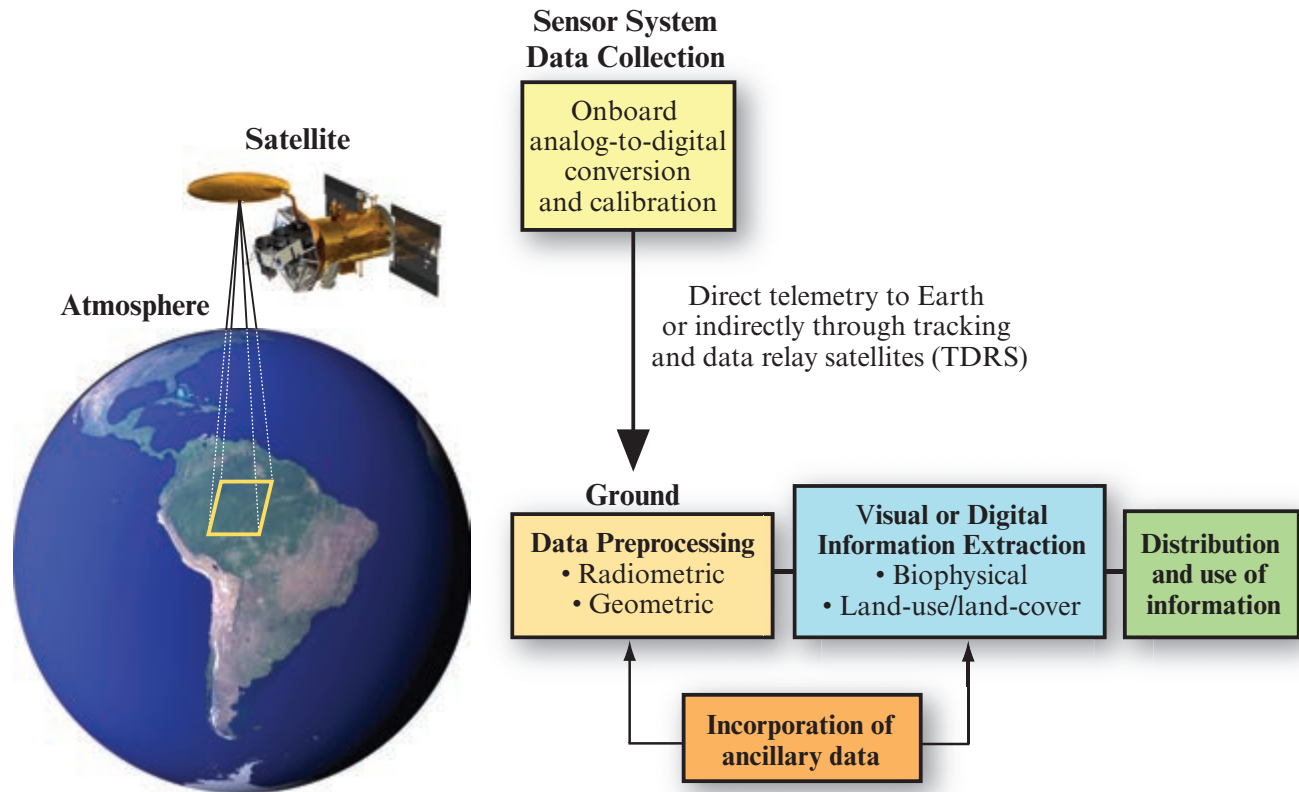 Sensor System
Data Collection
Onboard
analog-to-digital
conversion
and calibration
Satellite
Atmosphere
Direct telemetry to Earth
or indirectly through tracking
and data relay satellites (TDRS)
Ground
Data Preprocessing
• Radiometric
• Geometric
Visual or Digital
Information Extraction
• Biophysical
• Land-use/land-cover
Distribution
and use of
information
Incorporation of
ancillary data